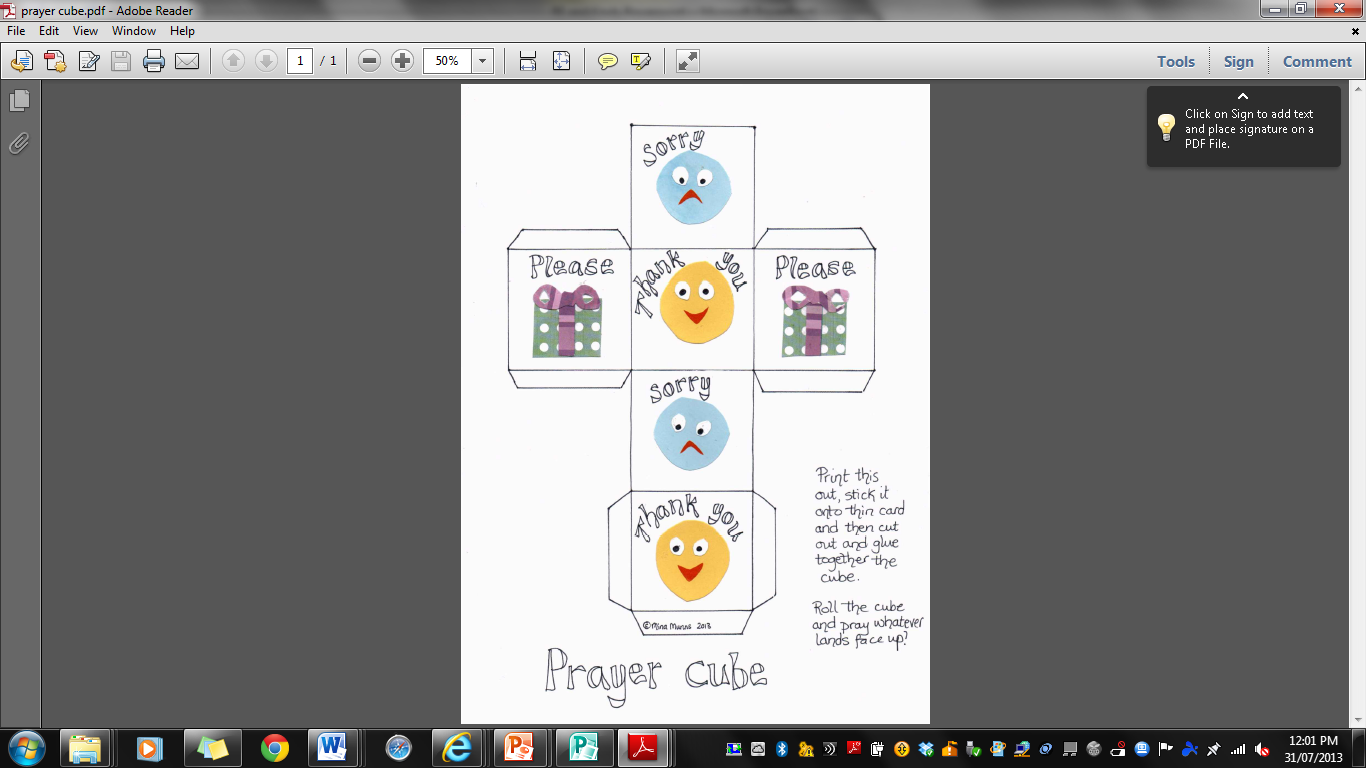 prayer cube.pdf - Adobe Reader
File Edit View Window Help
1 / 1 50%
Tools Sign Comment
Click on Sign to add text
and place signature on a
PDF File.
Sorry
Please
Thank you
Please
Sorry
Thank you
©Mina Munns 2013
Print this
out, stick it
onto thin card
and then cut
out and glue
together the
cube.
Roll the cube
and pray whatever
lands face up!
Prayer cube
12:01 PM
31/07/2013